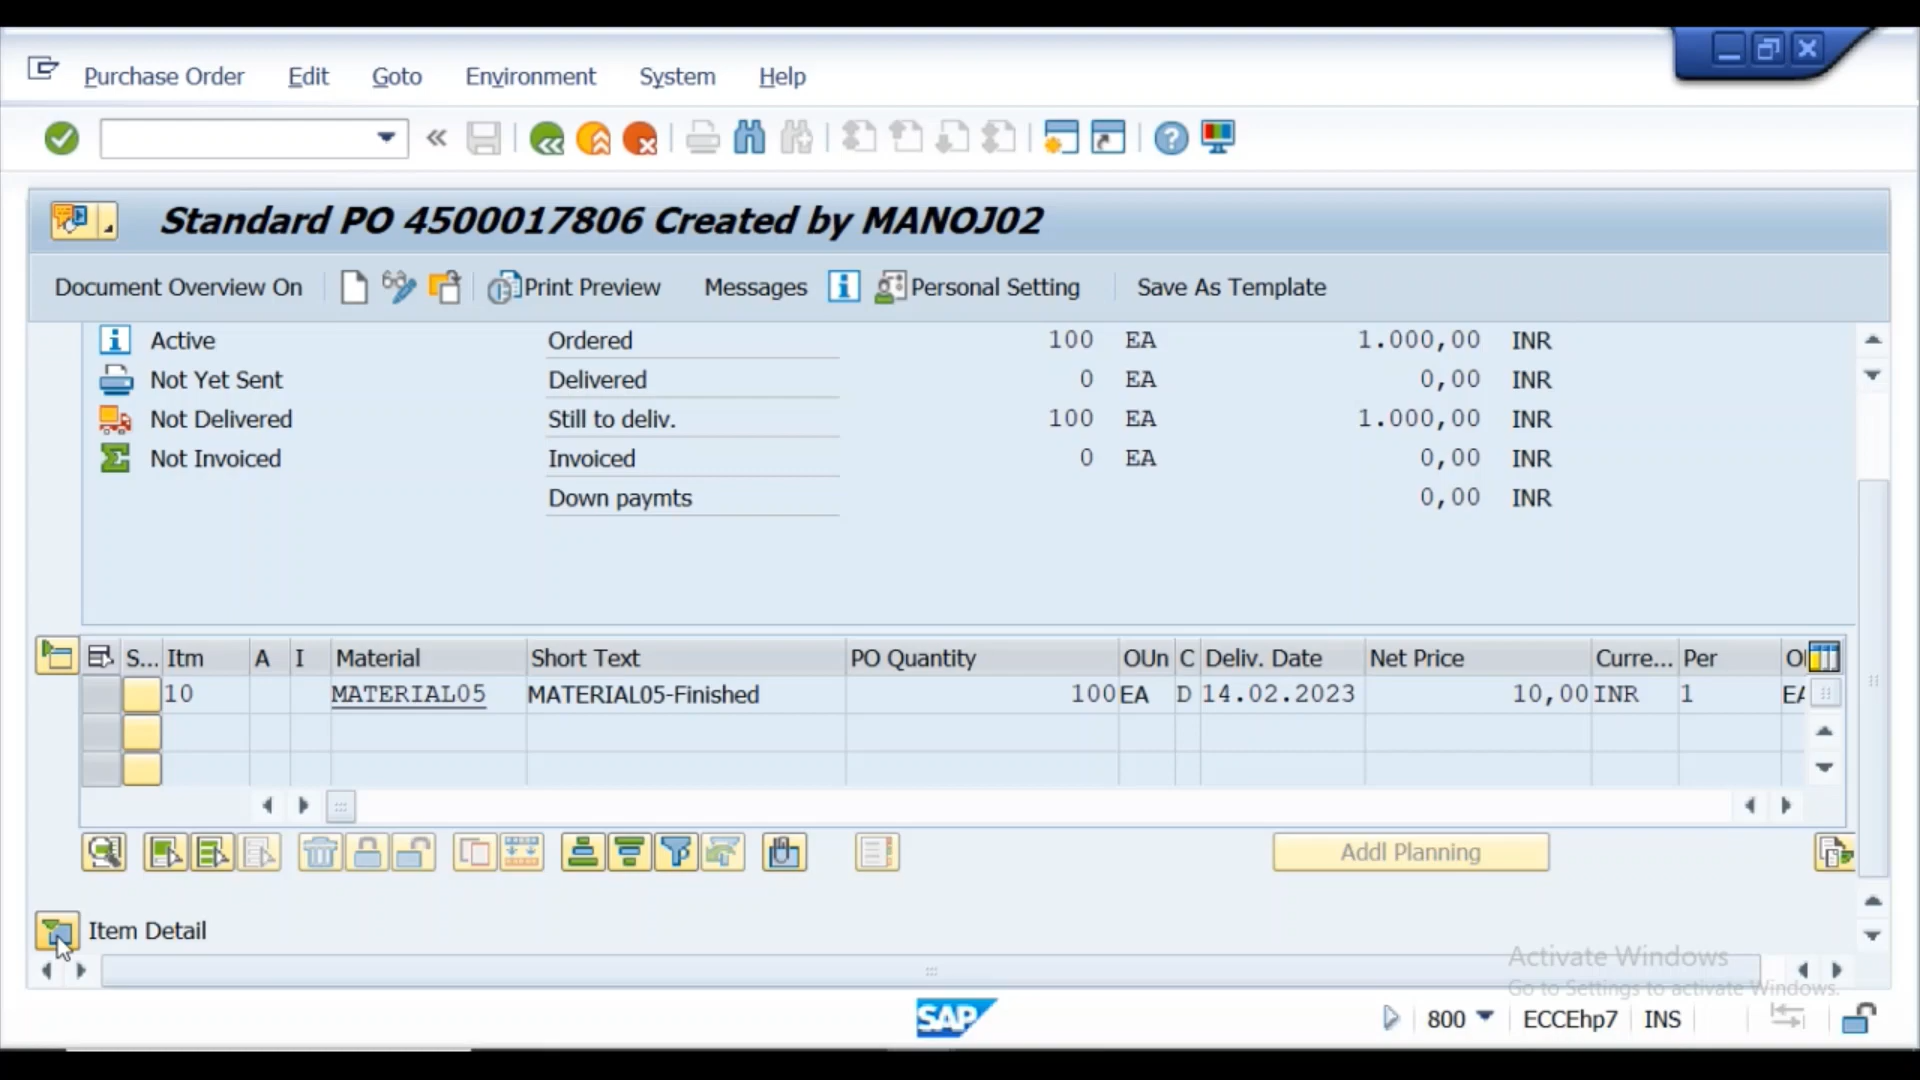 Purchase Order Edit Goto Environment System Help
Standard PO 4500017806 Created by MANOJ02
Document Overview On Print Preview Messages Personal Setting Save As Template
Active Ordered 100 EA 1.000,00 INR
Not Yet Sent Delivered 0 EA 0,00 INR
Not Delivered Still to deliv. 100 EA 1.000,00 INR
Not Invoiced Invoiced 0 EA 0,00 INR
Down paymts 0,00 INR
S... Itm A I Material Short Text PO Quantity OUn C Deliv. Date Net Price Curre... Per
10 MATERIAL05 MATERIAL05-Finished 100 EA D 14.02.2023 10,00 INR 1 EA
Addl Planning
Item Detail
Activate Windows
Go to Settings to activate Windows.
SAP 800 ECCEhp7 INS